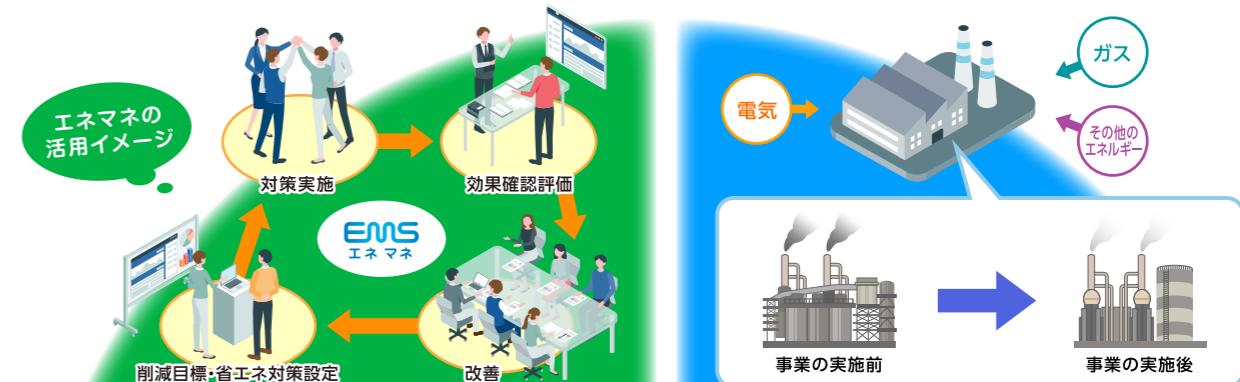 エネマネの
活用イメージ
対策実施
効果確認評価
EMS
エネ マネ
削減目標・省エネ対策設定
改善
電気
ガス
その他の
エネルギー
事業の実施前
事業の実施後